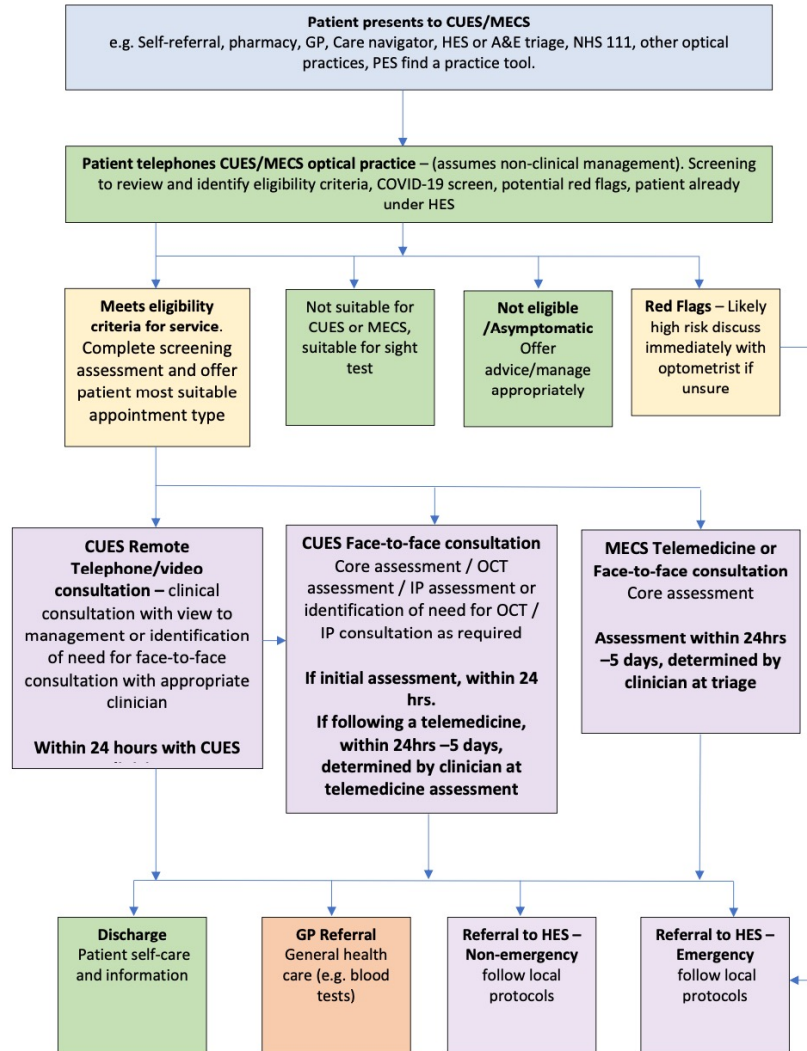 Patient presents to CUES/MECS
e.g. Self-referral, pharmacy, GP, Care navigator, HES or A&E triage, NHS 111, other optical
practices, PES find a practice tool.
Patient telephones CUES/MECS optical practice – (assumes non-clinical management). Screening
to review and identify eligibility criteria, COVID-19 screen, potential red flags, patient already
under HES
Meets eligibility
criteria for service.
Complete screening
assessment and offer
patient most suitable
appointment type
Not suitable for
CUES or MECS,
suitable for sight
test
Not eligible
/Asymptomatic
Offer
advice/manage
appropriately
Red Flags – Likely
high risk discuss
immediately with
optometrist if
unsure
CUES Remote
Telephone/video
consultation – clinical
consultation with view to
management or identification
of need for face-to-face
consultation with appropriate
clinician
Within 24 hours with CUES
CUES Face-to-face consultation
Core assessment / OCT
assessment / IP assessment or
identification of need for OCT /
IP consultation as required
If initial assessment, within 24
hrs.
If following a telemedicine,
within 24hrs –5 days,
determined by clinician at
telemedicine assessment
MECS Telemedicine or
Face-to-face consultation
Core assessment
Assessment within 24hrs
–5 days, determined by
clinician at triage
Discharge
Patient self-care
and information
GP Referral
General health
care (e.g. blood
tests)
Referral to HES –
Non-emergency
follow local
protocols
Referral to HES –
Emergency
follow local
protocols